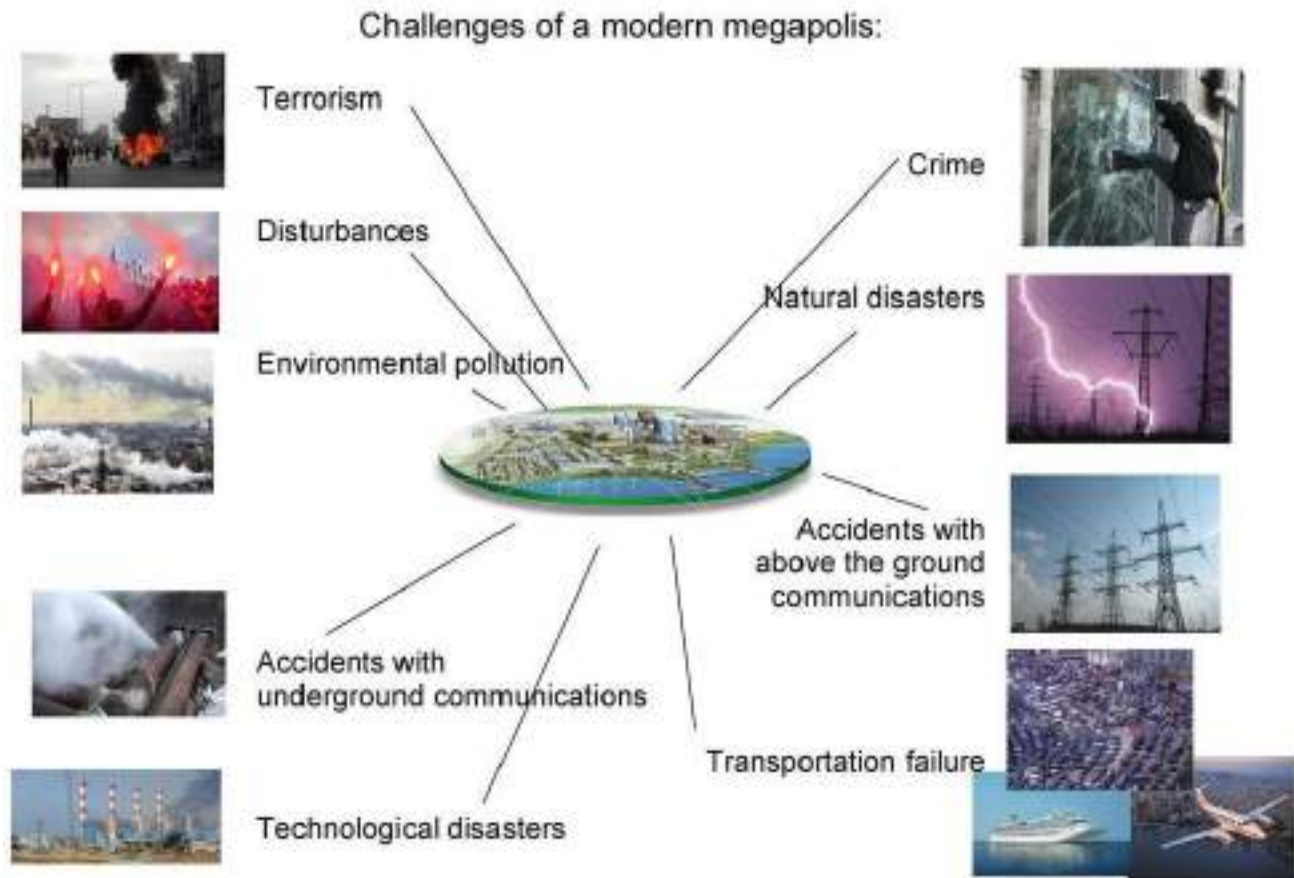 Challenges of a modern megapolis:
Terrorism
Disturbances
Environmental pollution
Accidents with
underground communications
Technological disasters
Crime
Natural disasters
Accidents with
above the ground
communications
Transportation failure